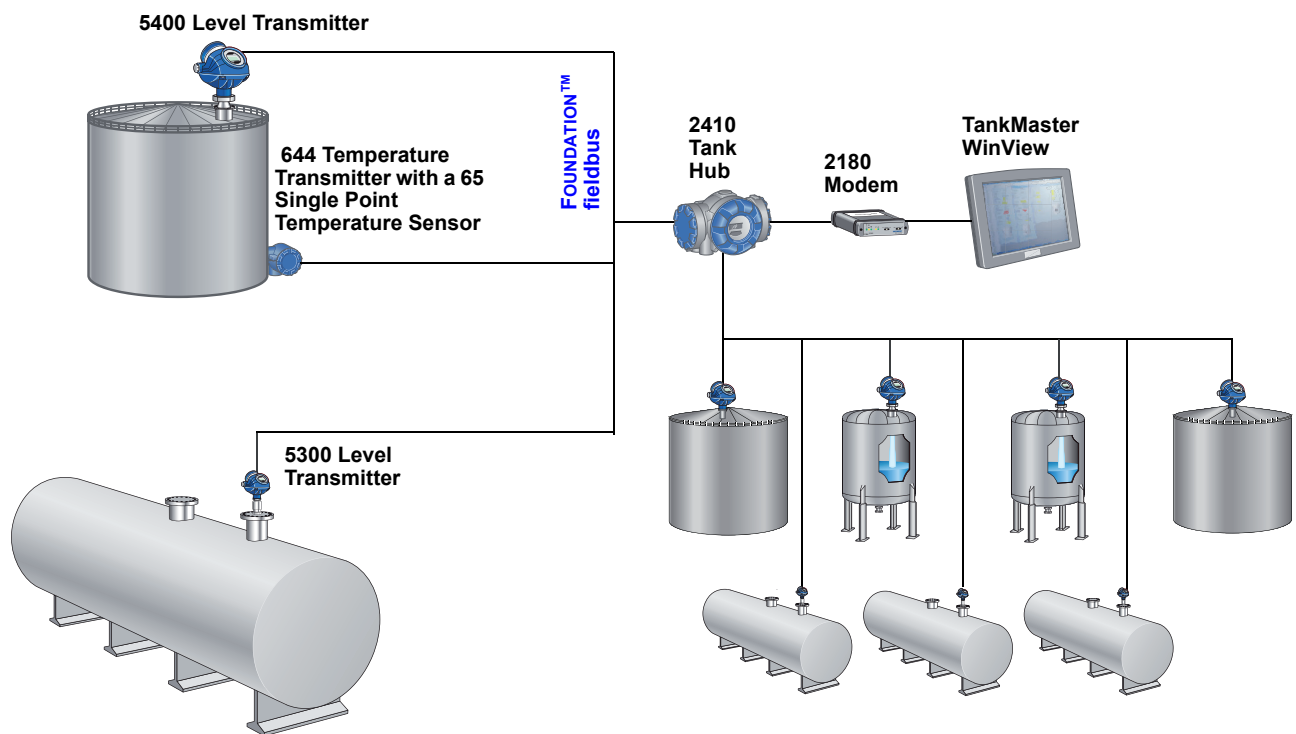 5400 Level Transmitter
644 Temperature
Transmitter with a 65
Single Point
Temperature Sensor
FOUNDATION™
fieldbus
2410
Tank
Hub
2180
Modem
TankMaster
WinView
5300 Level
Transmitter